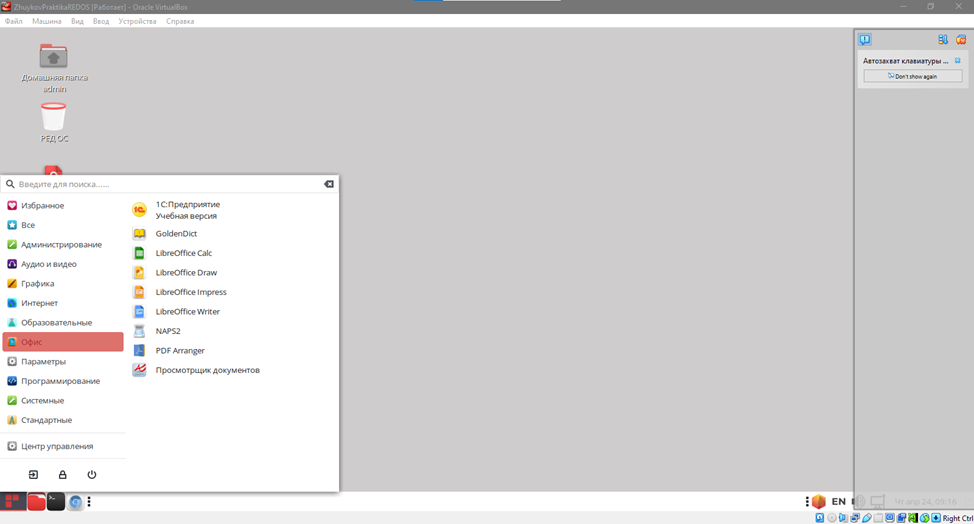 ZhuykovPraktikaREDOS [Работает] - Oracle VirtualBox
Файл Машина Вид Ввод Устройства Справка
Домашняя папка
admin
РЕД ОС
Автозахват клавиатуры ...
Don't show again
Введите для поиска......
Избранное
Все
Администрирование
Аудио и видео
Графика
Интернет
Образовательные
Офис
Параметры
Программирование
Системные
Стандартные
Центр управления
1С:Предприятие
Учебная версия
GoldenDict
LibreOffice Calc
LibreOffice Draw
LibreOffice Impress
LibreOffice Writer
NAPS2
PDF Arranger
Просмотрщик документов
EN
Чт апр 24, 09:16
Right Ctrl